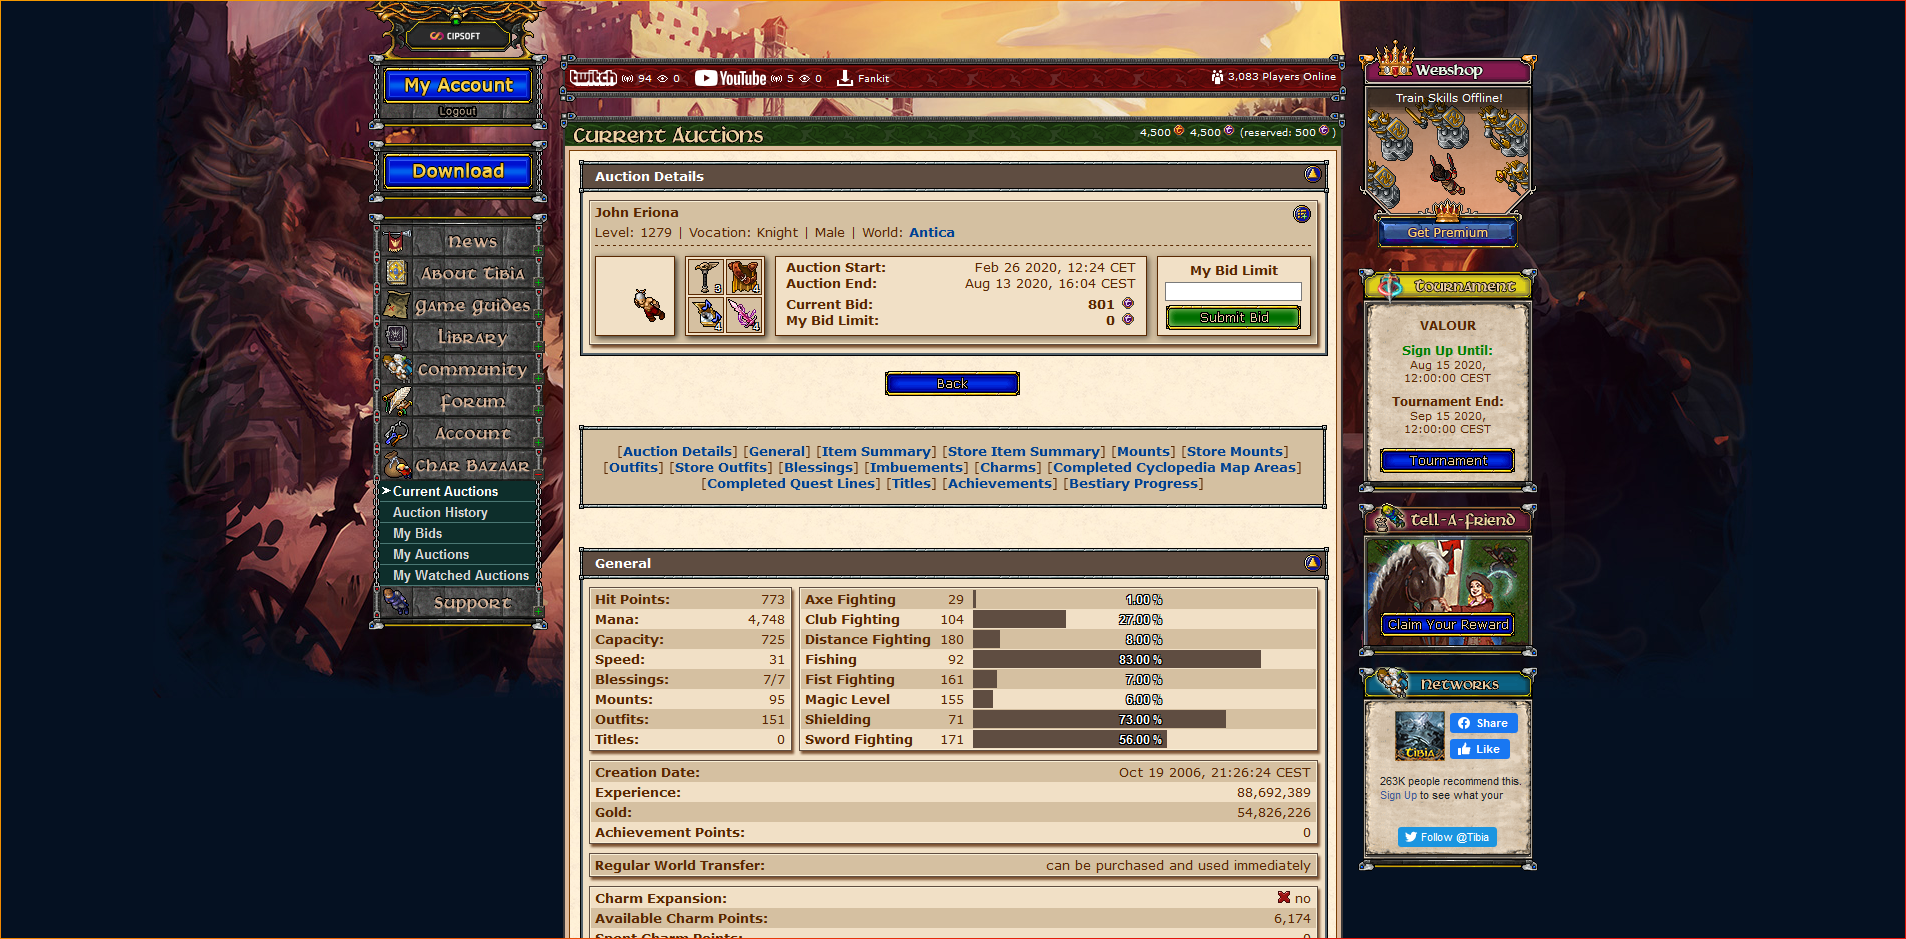 CIPSOFT
My Account
Logout
Download
News
About Tibia
Game Guides
Library
Community
Forum
Account
Char Bazaar
Current Auctions
Auction History
My Bids
My Auctions
My Watched Auctions
Support
twitch 94 0 YouTube 5 0 Fankit 3,083 Players Online
Current Auctions 4,500 4,500 (reserved: 500 )
Auction Details
John Eriona
Level: 1279 | Vocation: Knight | Male | World: Antica
3
4
4
4
Auction Start: Feb 26 2020, 12:24 CET
Auction End: Aug 13 2020, 16:04 CEST
Current Bid: 801
My Bid Limit: 0
My Bid Limit
Submit Bid
Back
[Auction Details] [General] [Item Summary] [Store Item Summary] [Mounts] [Store Mounts]
[Outfits] [Store Outfits] [Blessings] [Imbuements] [Charms] [Completed Cyclopedia Map Areas]
[Completed Quest Lines] [Titles] [Achievements] [Bestiary Progress]
General
Hit Points: 773
Mana: 4,748
Capacity: 725
Speed: 31
Blessings: 7/7
Mounts: 95
Outfits: 151
Titles: 0
Axe Fighting 29 1.00 %
Club Fighting 104 27.00 %
Distance Fighting 180 8.00 %
Fishing 92 83.00 %
Fist Fighting 161 7.00 %
Magic Level 155 6.00 %
Shielding 71 73.00 %
Sword Fighting 171 56.00 %
Creation Date: Oct 19 2006, 21:26:24 CEST
Experience: 88,692,389
Gold: 54,826,226
Achievement Points: 0
Regular World Transfer: can be purchased and used immediately
Charm Expansion: no
Available Charm Points: 6,174
Spent Charm Points: 0
Webshop
Train Skills Offline!
Get Premium
Tournament
VALOUR
Sign Up Until:
Aug 15 2020,
12:00:00 CEST
Tournament End:
Sep 15 2020,
12:00:00 CEST
Tournament
Tell-A-Friend
Claim Your Reward
Networks
TIBIA
Share
Like
263K people recommend this.
Sign Up to see what your
Follow @Tibia